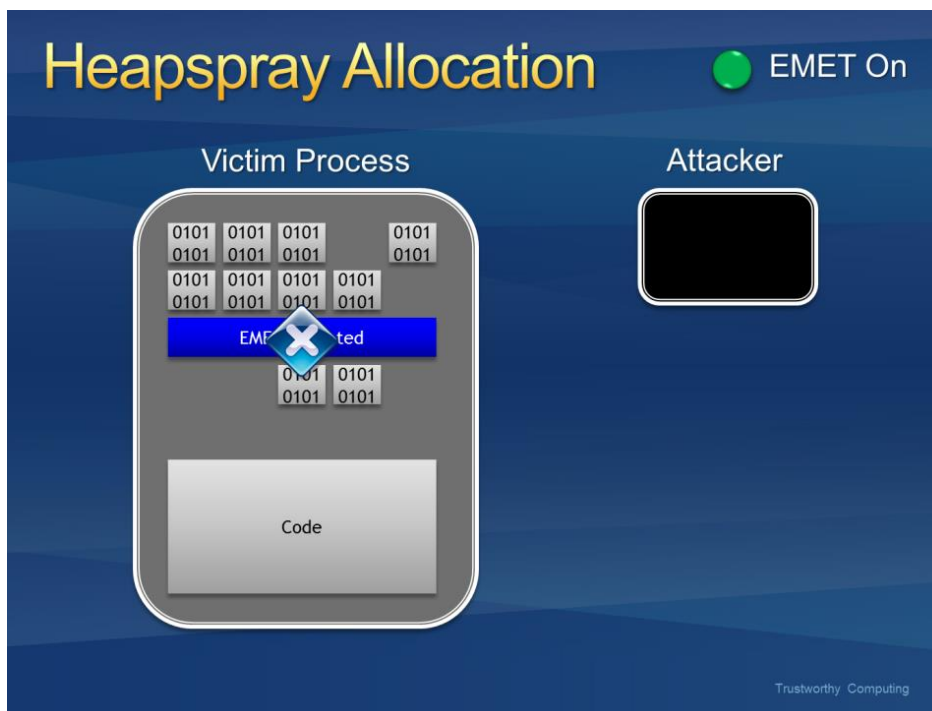 Heapspray Allocation
EMET On
Victim Process
Attacker
0101 0101 0101 0101
0101 0101 0101 0101
0101 0101 0101 0101
0101 0101 0101 0101
0101 0101
0101 0101
Code
Trustworthy Computing